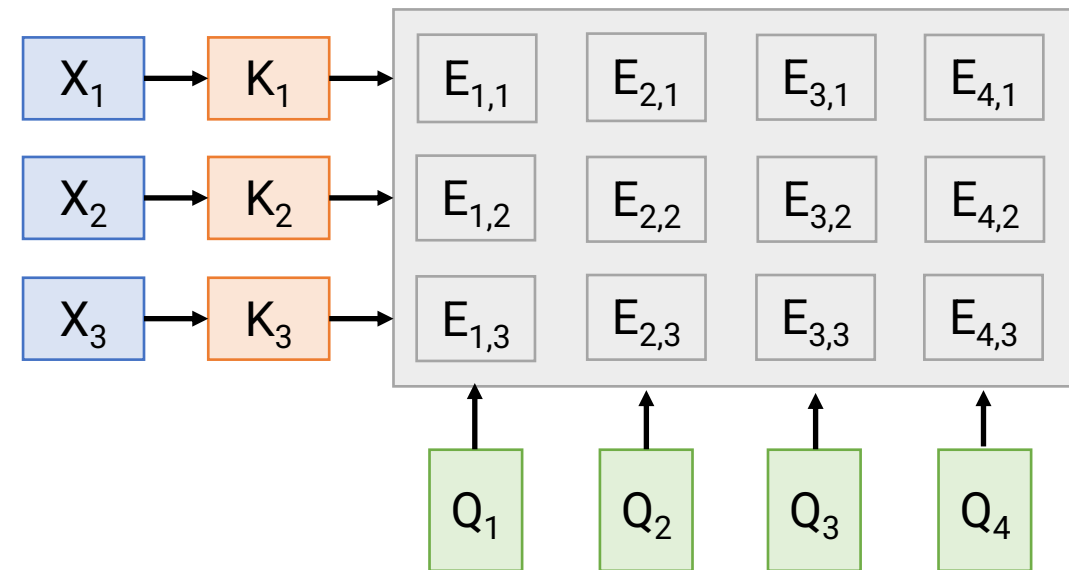 X₁ K₁ E₁,₁ E₂,₁ E₃,₁ E₄,₁
X₂ K₂ E₁,₂ E₂,₂ E₃,₂ E₄,₂
X₃ K₃ E₁,₃ E₂,₃ E₃,₃ E₄,₃
Q₁ Q₂ Q₃ Q₄